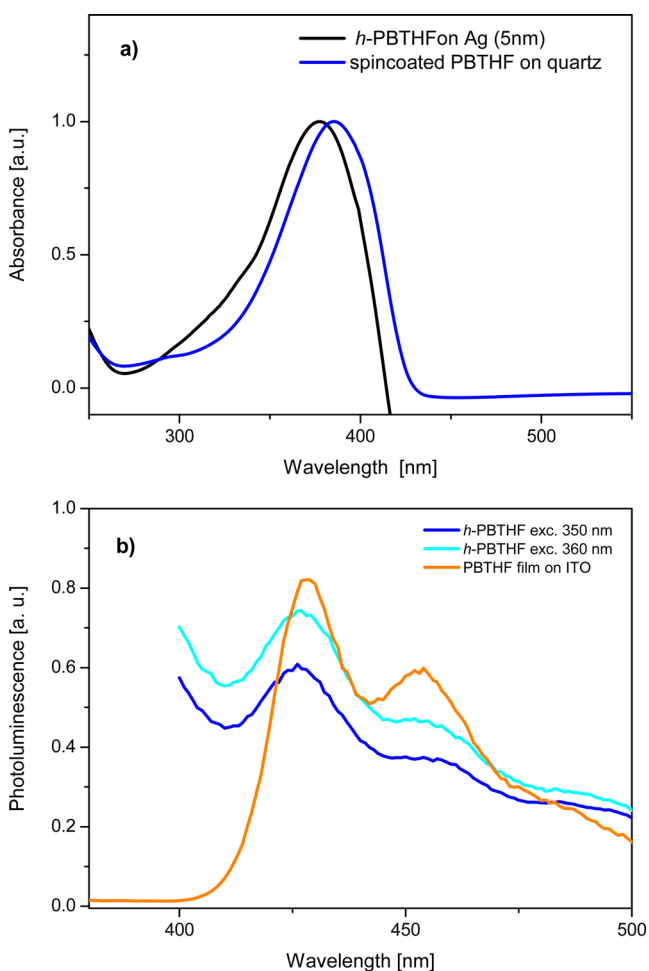 a)
h-PBTHFon Ag (5nm)
spincoated PBTHF on quartz
Absorbance [a.u.]
1.0
0.5
0.0
300
400
500
Wavelength [nm]
b)
h-PBTHF exc. 350 nm
h-PBTHF exc. 360 nm
PBTHF film on ITO
Photoluminescence [a. u.]
1.0
0.8
0.6
0.4
0.2
0.0
400
450
500
Wavelength [nm]